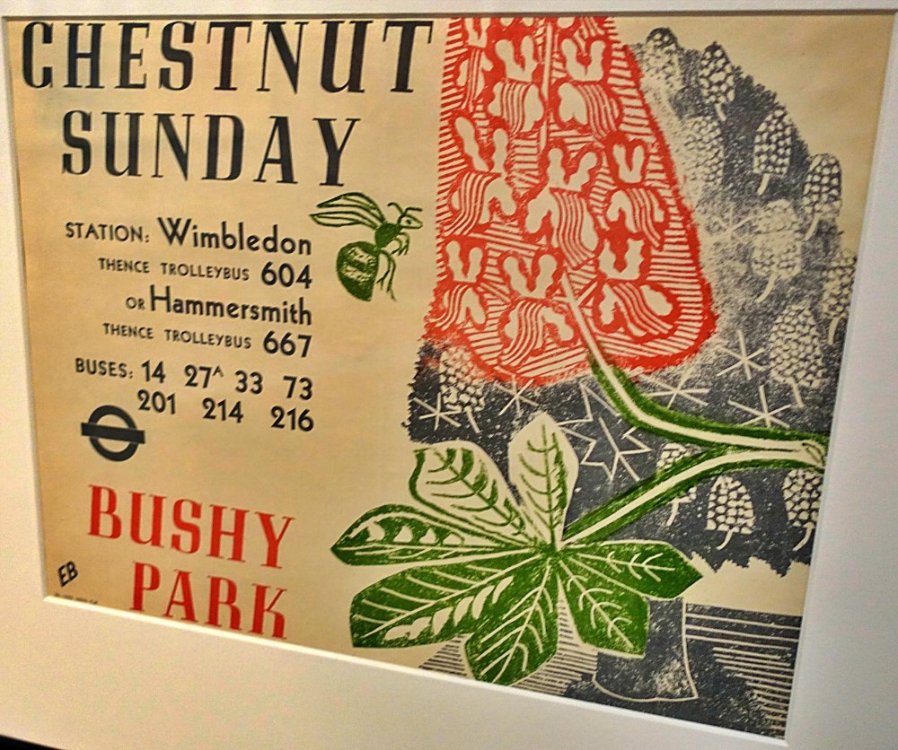 CHESTNUT
SUNDAY
STATION: Wimbledon
THENCE TROLLEYBUS 604
OR Hammersmith
THENCE TROLLEYBUS 667
BUSES: 14 27A 33 73
201 214 216
BUSHY
PARK
EB